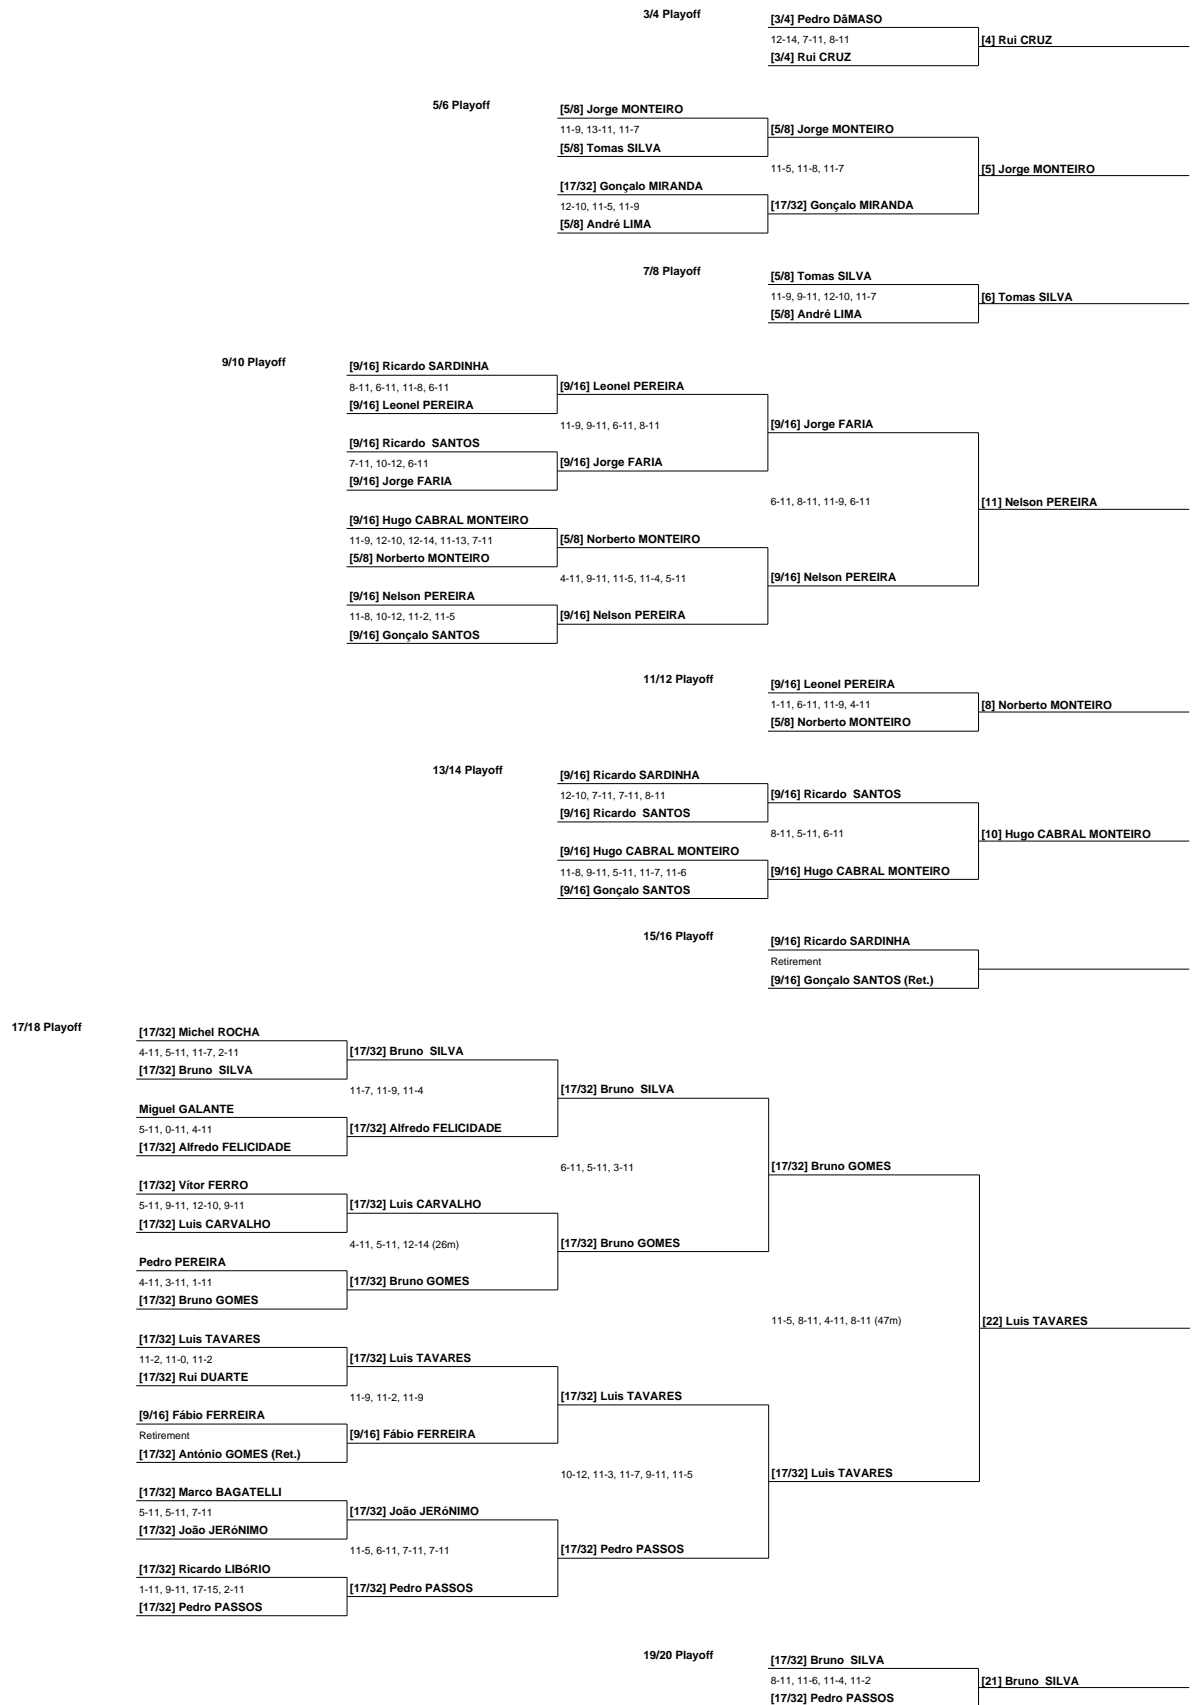 3/4 Playoff
[3/4] Pedro DâMASO
12-14, 7-11, 8-11
[3/4] Rui CRUZ
[4] Rui CRUZ
5/6 Playoff
[5/8] Jorge MONTEIRO
11-9, 13-11, 11-7
[5/8] Tomas SILVA
[5/8] Jorge MONTEIRO
11-5, 11-8, 11-7
[5] Jorge MONTEIRO
[17/32] Gonçalo MIRANDA
12-10, 11-5, 11-9
[5/8] André LIMA
[17/32] Gonçalo MIRANDA
7/8 Playoff
[5/8] Tomas SILVA
11-9, 9-11, 12-10, 11-7
[5/8] André LIMA
[6] Tomas SILVA
9/10 Playoff
[9/16] Ricardo SARDINHA
8-11, 6-11, 11-8, 6-11
[9/16] Leonel PEREIRA
[9/16] Leonel PEREIRA
11-9, 9-11, 6-11, 8-11
[9/16] Jorge FARIA
[9/16] Ricardo  SANTOS
7-11, 10-12, 6-11
[9/16] Jorge FARIA
[9/16] Jorge FARIA
6-11, 8-11, 11-9, 6-11
[11] Nelson PEREIRA
[9/16] Hugo CABRAL MONTEIRO
11-9, 12-10, 12-14, 11-13, 7-11
[5/8] Norberto MONTEIRO
[5/8] Norberto MONTEIRO
4-11, 9-11, 11-5, 11-4, 5-11
[9/16] Nelson PEREIRA
[9/16] Nelson PEREIRA
11-8, 10-12, 11-2, 11-5
[9/16] Gonçalo SANTOS
[9/16] Nelson PEREIRA
11/12 Playoff
[9/16] Leonel PEREIRA
1-11, 6-11, 11-9, 4-11
[5/8] Norberto MONTEIRO
[8] Norberto MONTEIRO
13/14 Playoff
[9/16] Ricardo SARDINHA
12-10, 7-11, 7-11, 8-11
[9/16] Ricardo  SANTOS
[9/16] Ricardo  SANTOS
8-11, 5-11, 6-11
[10] Hugo CABRAL MONTEIRO
[9/16] Hugo CABRAL MONTEIRO
11-8, 9-11, 5-11, 11-7, 11-6
[9/16] Gonçalo SANTOS
[9/16] Hugo CABRAL MONTEIRO
15/16 Playoff
[9/16] Ricardo SARDINHA
Retirement
[9/16] Gonçalo SANTOS (Ret.)
17/18 Playoff
[17/32] Michel ROCHA
4-11, 5-11, 11-7, 2-11
[17/32] Bruno  SILVA
[17/32] Bruno  SILVA
11-7, 11-9, 11-4
[17/32] Bruno  SILVA
Miguel GALANTE
5-11, 0-11, 4-11
[17/32] Alfredo FELICIDADE
[17/32] Alfredo FELICIDADE
6-11, 5-11, 3-11
[17/32] Bruno GOMES
[17/32] Vítor FERRO
5-11, 9-11, 12-10, 9-11
[17/32] Luis CARVALHO
[17/32] Luis CARVALHO
4-11, 5-11, 12-14 (26m)
[17/32] Bruno GOMES
Pedro PEREIRA
4-11, 3-11, 1-11
[17/32] Bruno GOMES
[17/32] Bruno GOMES
11-5, 8-11, 4-11, 8-11 (47m)
[22] Luis TAVARES
[17/32] Luis TAVARES
11-2, 11-0, 11-2
[17/32] Rui DUARTE
[17/32] Luis TAVARES
11-9, 11-2, 11-9
[17/32] Luis TAVARES
[9/16] Fábio FERREIRA
Retirement
[17/32] António GOMES (Ret.)
[9/16] Fábio FERREIRA
10-12, 11-3, 11-7, 9-11, 11-5
[17/32] Luis TAVARES
[17/32] Marco BAGATELLI
5-11, 5-11, 7-11
[17/32] João JERóNIMO
[17/32] João JERóNIMO
11-5, 6-11, 7-11, 7-11
[17/32] Pedro PASSOS
[17/32] Ricardo LIBóRIO
1-11, 9-11, 17-15, 2-11
[17/32] Pedro PASSOS
[17/32] Pedro PASSOS
19/20 Playoff
[17/32] Bruno  SILVA
8-11, 11-6, 11-4, 11-2
[17/32] Pedro PASSOS
[21] Bruno  SILVA